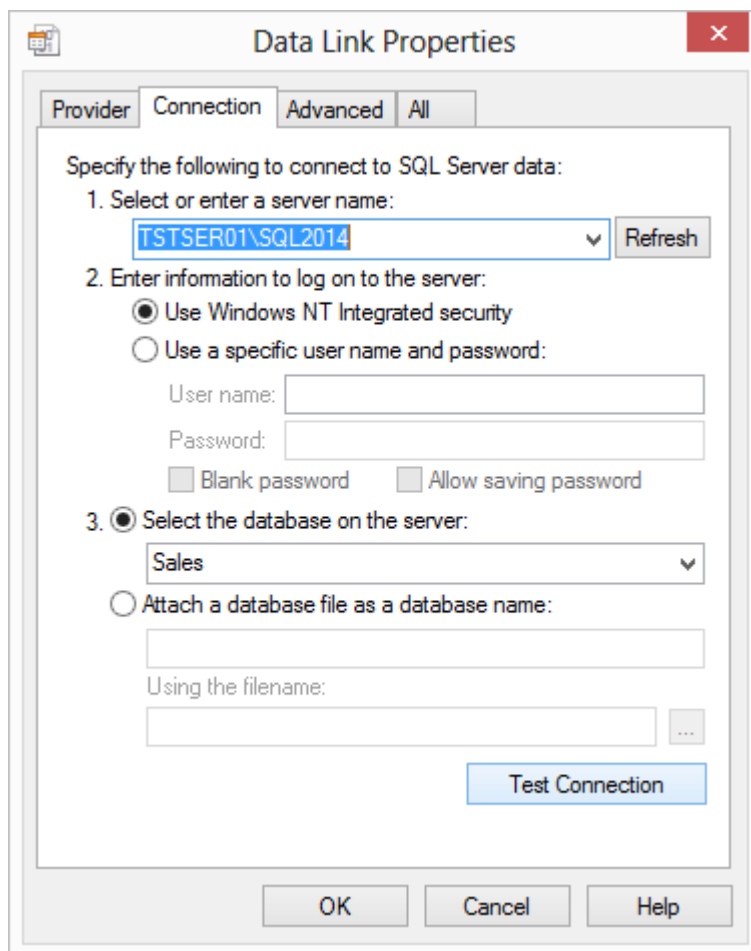 Data Link Properties
Provider Connection Advanced All
Specify the following to connect to SQL Server data:
1. Select or enter a server name:
TSTSER01\SQL2014 Refresh
2. Enter information to log on to the server:
Use Windows NT Integrated security
Use a specific user name and password:
User name:
Password:
Blank password Allow saving password
3. Select the database on the server:
Sales
Attach a database file as a database name:
Using the filename:
...
Test Connection
OK Cancel Help